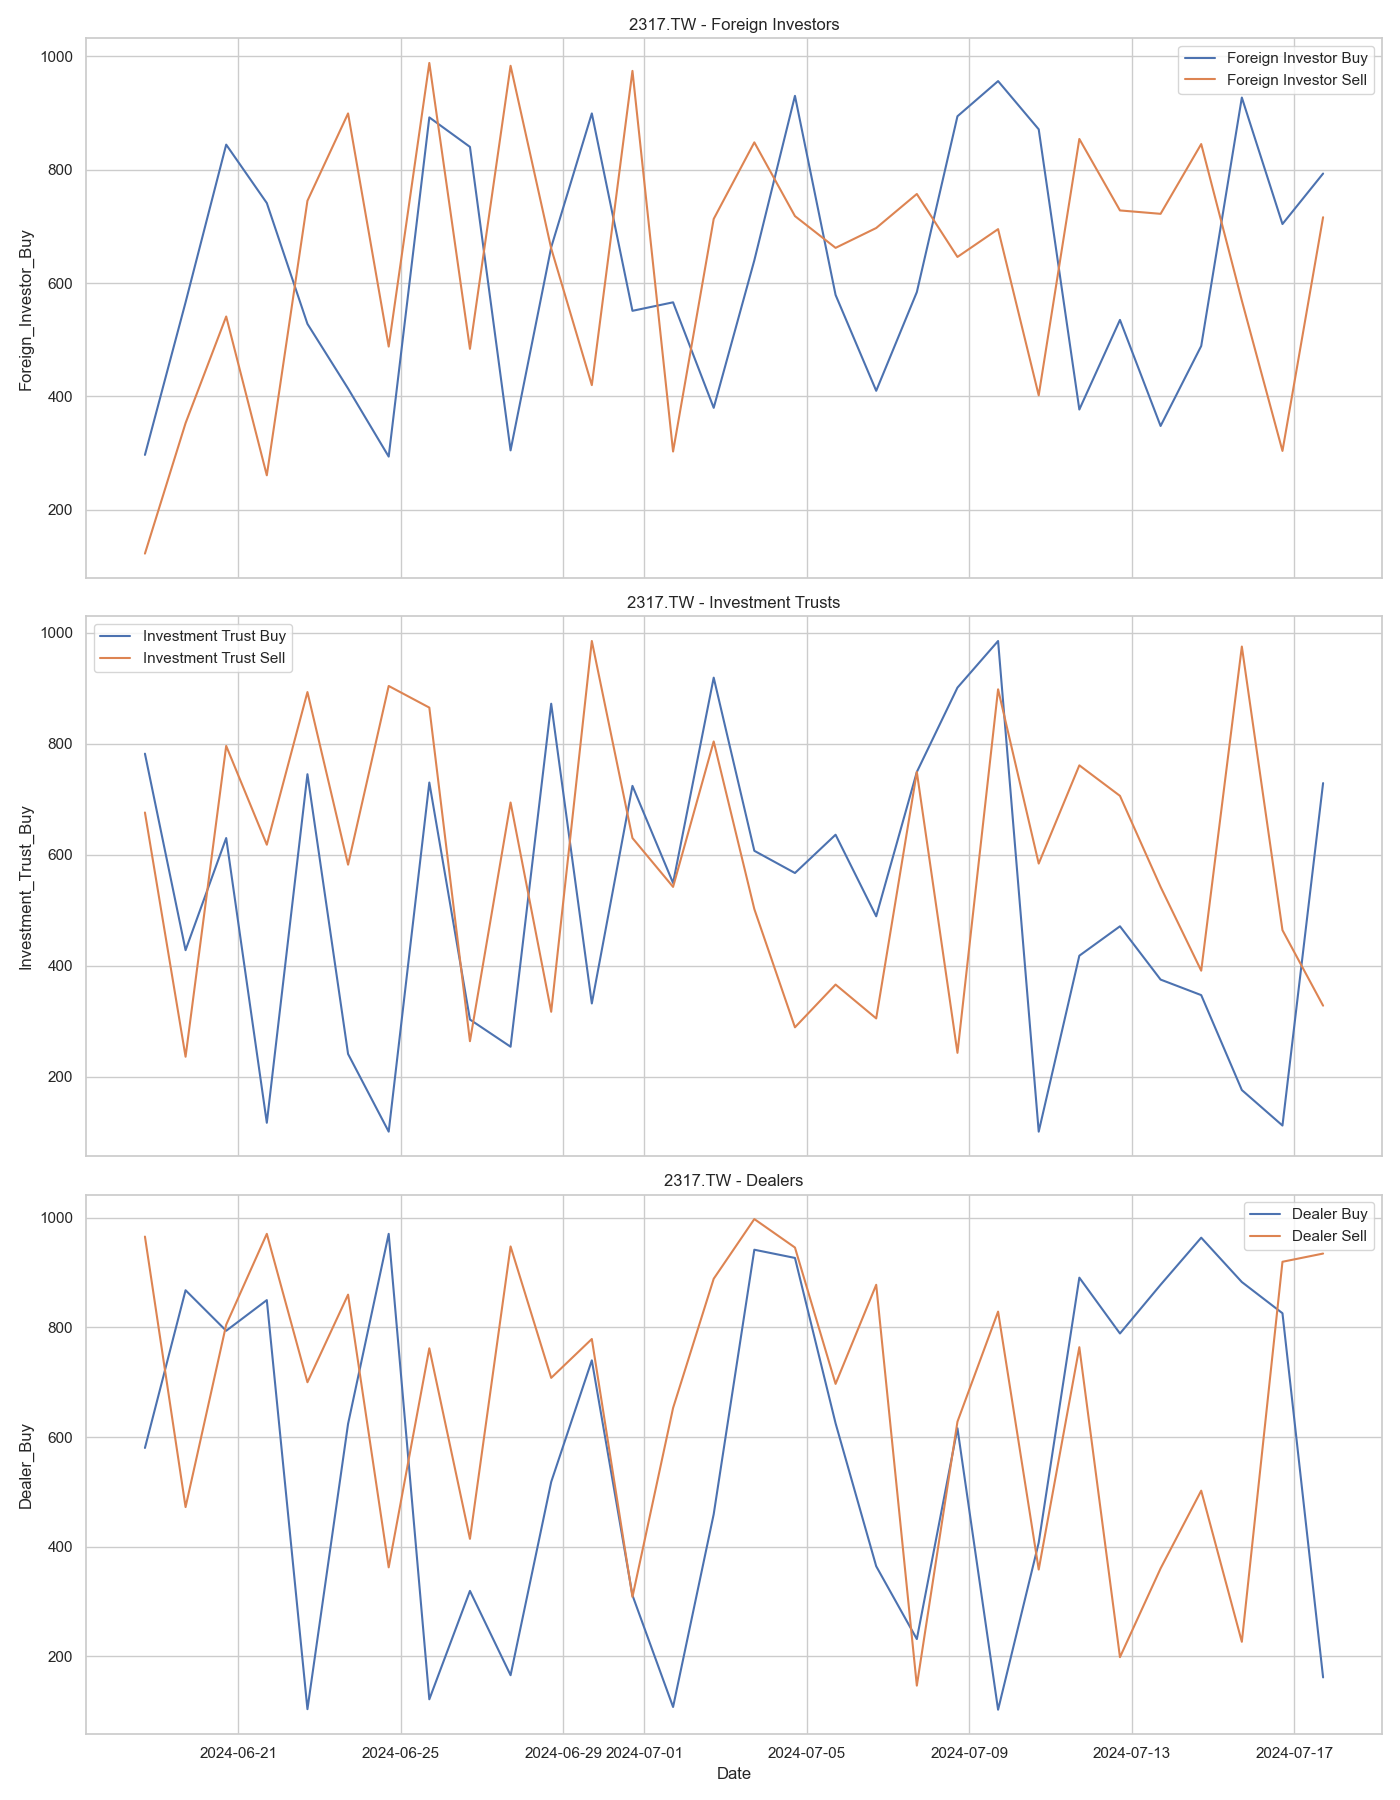 2317.TW - Foreign Investors
Foreign_Investor_Buy
1000
800
600
400
200
Foreign Investor Buy
Foreign Investor Sell
2317.TW - Investment Trusts
Investment_Trust_Buy
1000
800
600
400
200
Investment Trust Buy
Investment Trust Sell
2317.TW - Dealers
Dealer_Buy
1000
800
600
400
200
Dealer Buy
Dealer Sell
2024-06-21 2024-06-25 2024-06-29 2024-07-01 2024-07-05 2024-07-09 2024-07-13 2024-07-17
Date